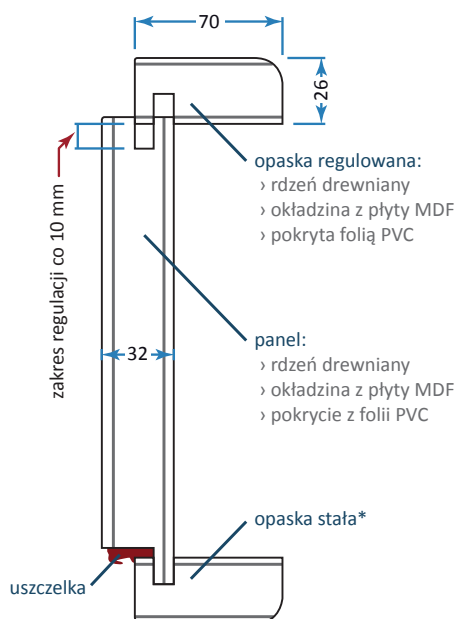 70
26
opaska regulowana:
› rdzeń drewniany
› okładzina z płyty MDF
› pokryta folią PVC
zakres regulacji co 10 mm
32
panel:
› rdzeń drewniany
› okładzina z płyty MDF
› pokrycie z folii PVC
opaska stała*
uszczelka